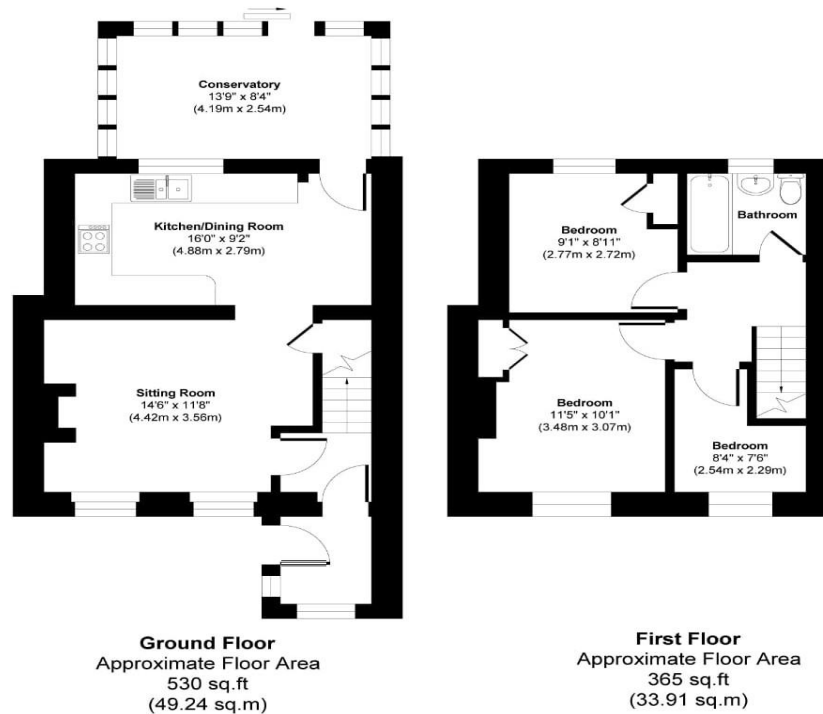 Conservatory
13'9" x 8'4"
(4.19m x 2.54m)
Kitchen/Dining Room
16'0" x 9'2"
(4.88m x 2.79m)
Sitting Room
14'6" x 11'8"
(4.42m x 3.56m)
Ground Floor
Approximate Floor Area
530 sq.ft
(49.24 sq.m)
Bedroom
9'1" x 8'11"
(2.77m x 2.72m)
Bathroom
Bedroom
11'5" x 10'1"
(3.48m x 3.07m)
Bedroom
8'4" x 7'6"
(2.54m x 2.29m)
First Floor
Approximate Floor Area
365 sq.ft
(33.91 sq.m)